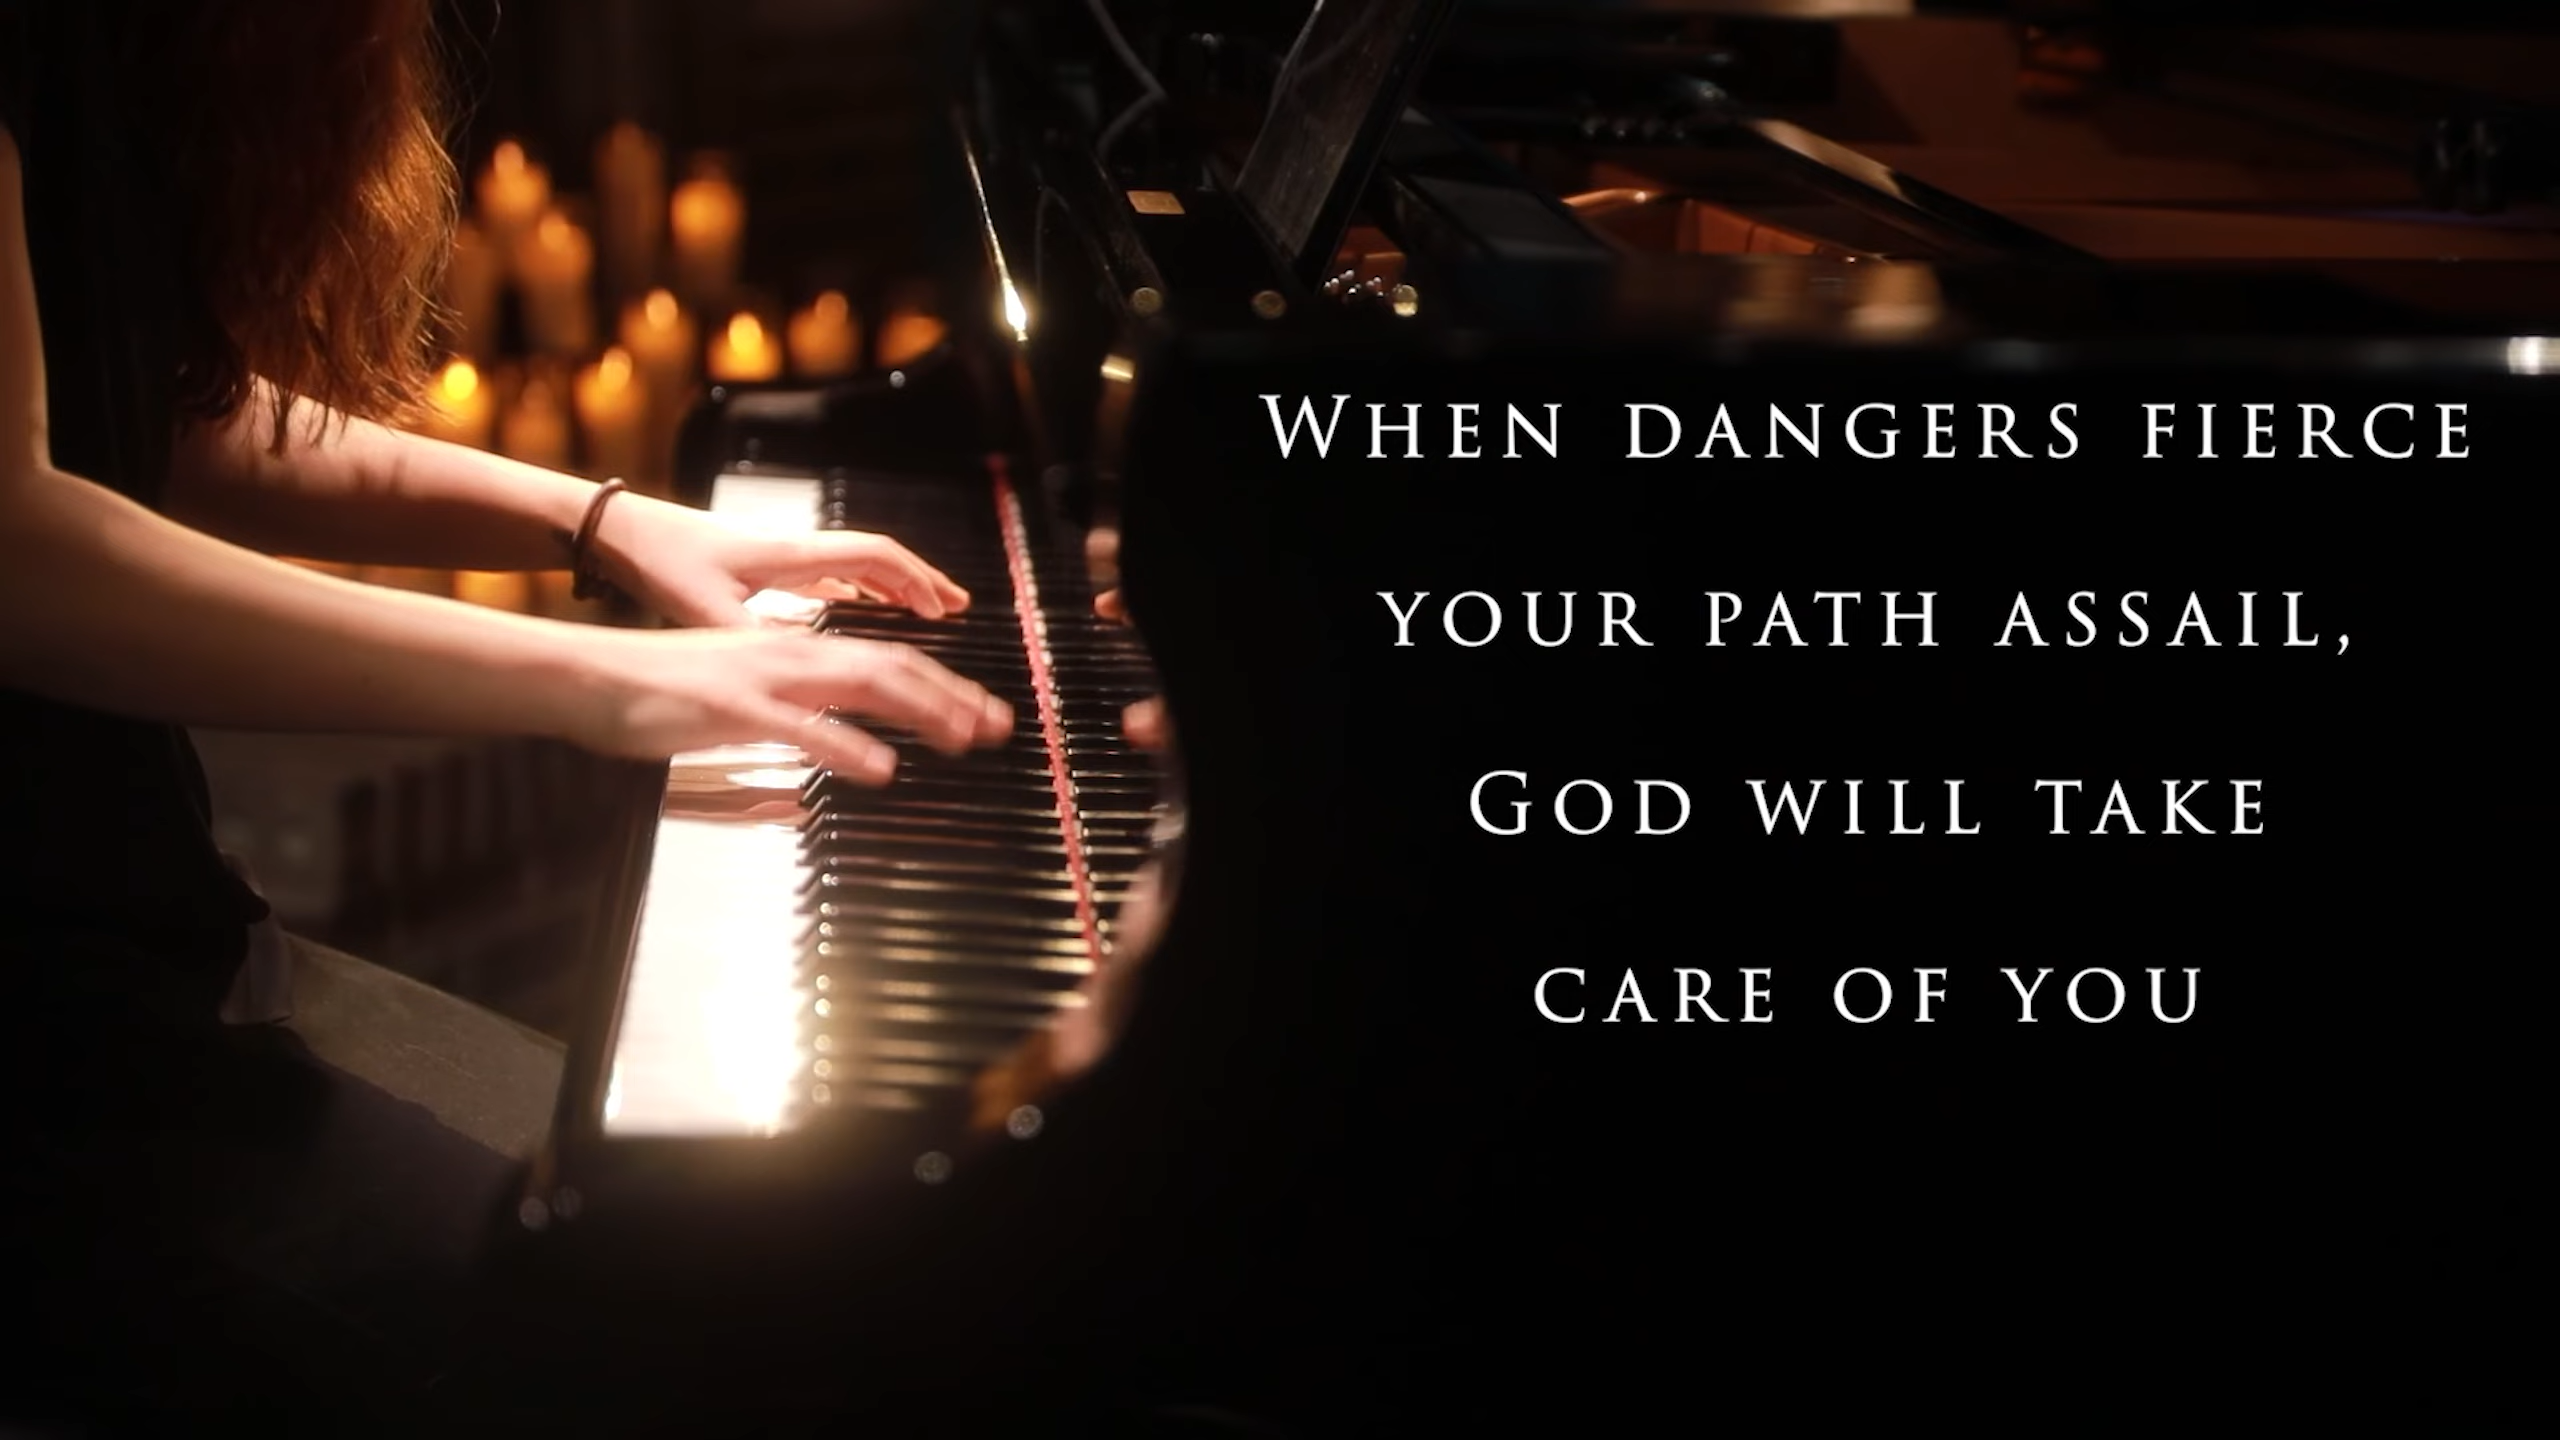 When dangers fierce
your path assail,
God will take
care of you